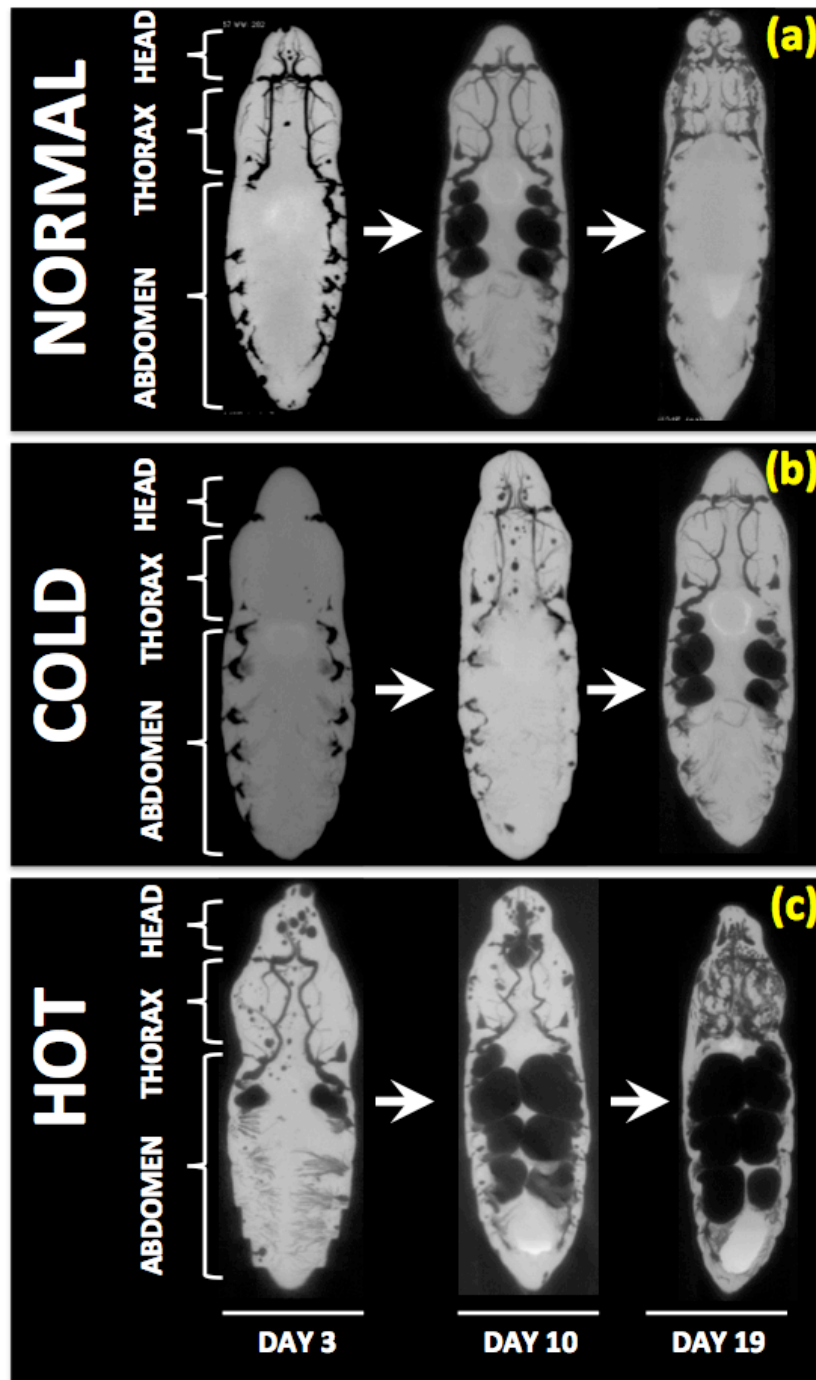 NORMAL
HEAD
THORAX
ABDOMEN
(a)
COLD
HEAD
THORAX
ABDOMEN
(b)
HOT
HEAD
THORAX
ABDOMEN
(c)
DAY 3
DAY 10
DAY 19